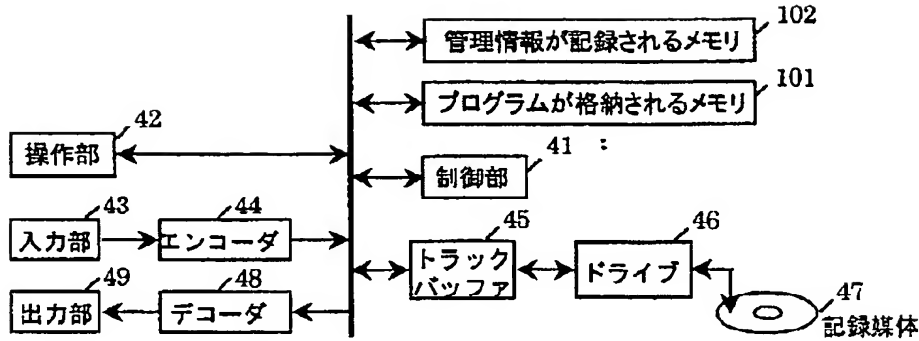 102
管理情報が記録されるメモリ
101
プログラムが格納されるメモリ
42
操作部
41 :
制御部
43
入力部
44
エンコーダ
45
トラック
バッファ
46
ドライブ
49
出力部
48
デコーダ
47
記録媒体